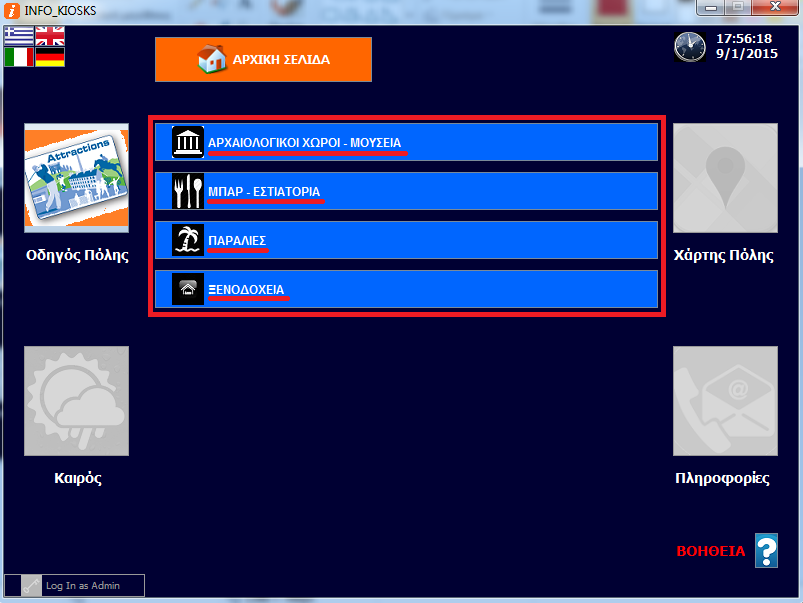 INFO_KIOSKS
ΑΡΧΙΚΗ ΣΕΛΙΔΑ
17:56:18
9/1/2015
Attractions
ΑΡΧΑΙΟΛΟΓΙΚΟΙ ΧΩΡΟΙ - ΜΟΥΣΕΙΑ
ΜΠΑΡ - ΕΣΤΙΑΤΟΡΙΑ
ΠΑΡΑΛΙΕΣ
ΞΕΝΟΔΟΧΕΙΑ
Οδηγός Πόλης
Χάρτης Πόλης
Καιρός
Πληροφορίες
ΒΟΗΘΕΙΑ ?
Log In as Admin